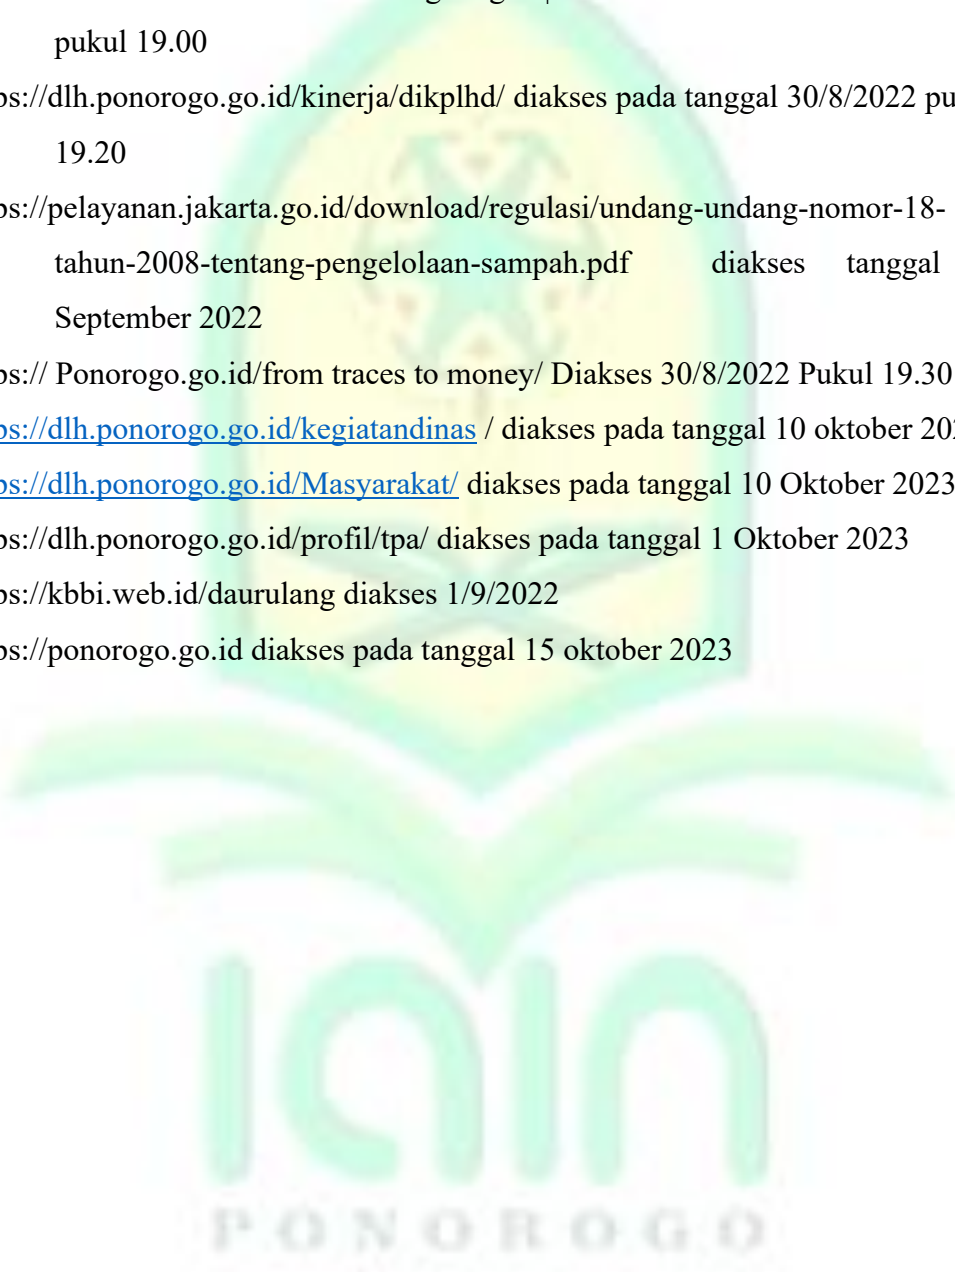 pukul 19.00
ps://dlh.ponorogo.go.id/kinerja/dikplhd/ diakses pada tanggal 30/8/2022 pu
19.20
ps://pelayanan.jakarta.go.id/download/regulasi/undang-undang-nomor-18-
tahun-2008-tentang-pengelolaan-sampah.pdf diakses tanggal
September 2022
ps:// Ponorogo.go.id/from traces to money/ Diakses 30/8/2022 Pukul 19.30
ps://dlh.ponorogo.go.id/kegiatandinas / diakses pada tanggal 10 oktober 202
ps://dlh.ponorogo.go.id/Masyarakat/ diakses pada tanggal 10 Oktober 2023
ps://dlh.ponorogo.go.id/profil/tpa/ diakses pada tanggal 1 Oktober 2023
ps://kbbi.web.id/daurulang diakses 1/9/2022
ps://ponorogo.go.id diakses pada tanggal 15 oktober 2023
iain
PONOROGO